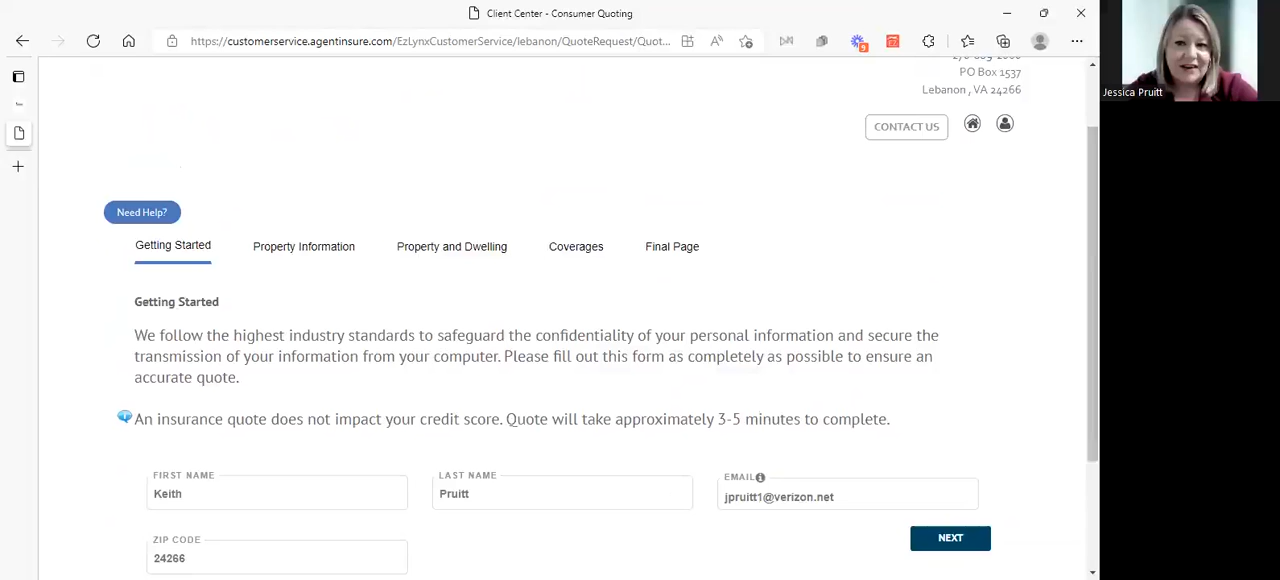 Client Center - Consumer Quoting
https://customerservice.agentinsure.com/EzLynxCustomerService/lebanon/QuoteRequest/Quot...
9
PO Box 1537
Jessica Pruitt
Lebanon , VA 24266
CONTACT US
Need Help?
Getting Started Property Information Property and Dwelling Coverages Final Page
Getting Started
We follow the highest industry standards to safeguard the confidentiality of your personal information and secure the
transmission of your information from your computer. Please fill out this form as completely as possible to ensure an
accurate quote.
An insurance quote does not impact your credit score. Quote will take approximately 3-5 minutes to complete.
FIRST NAME LAST NAME EMAIL
Keith Pruitt jpruitt1@verizon.net
ZIP CODE NEXT
24266